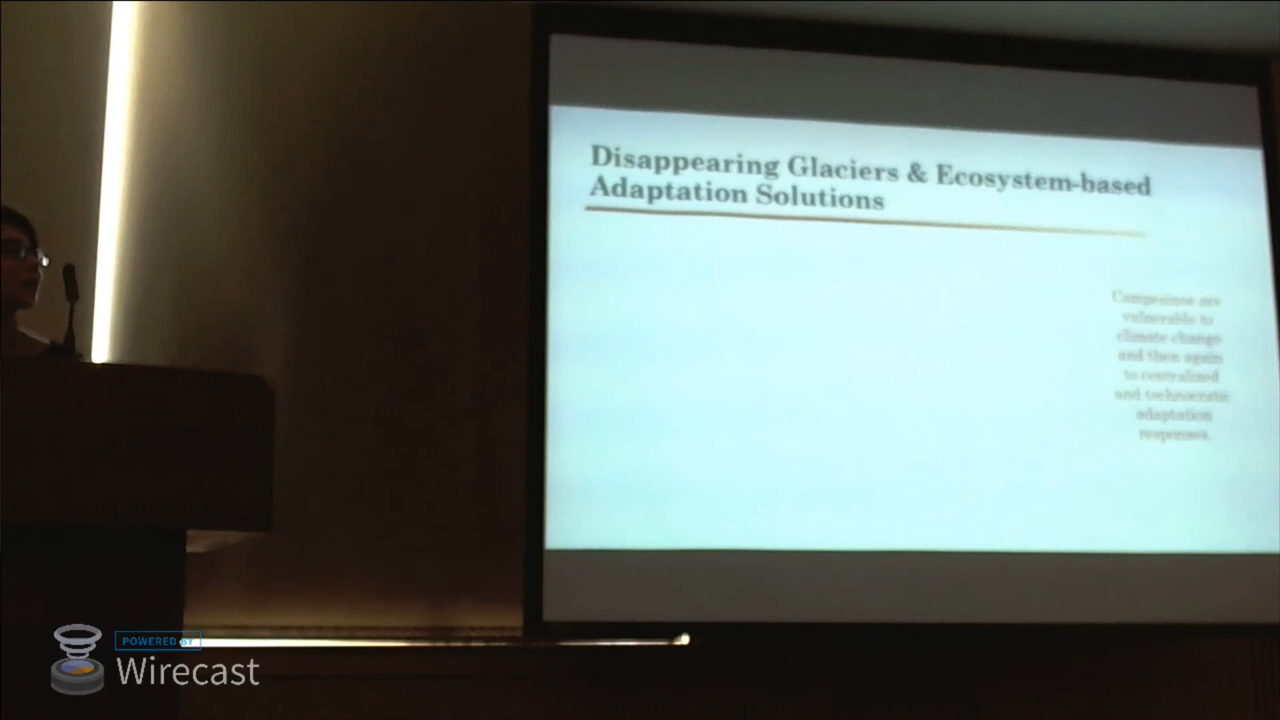 Disappearing Glaciers & Ecosystem-based
Adaptation Solutions
Campesinos are
vulnerable to
climate change
and then again
to centralized
and technocratic
adaptation
responses.
POWERED BY
Wirecast